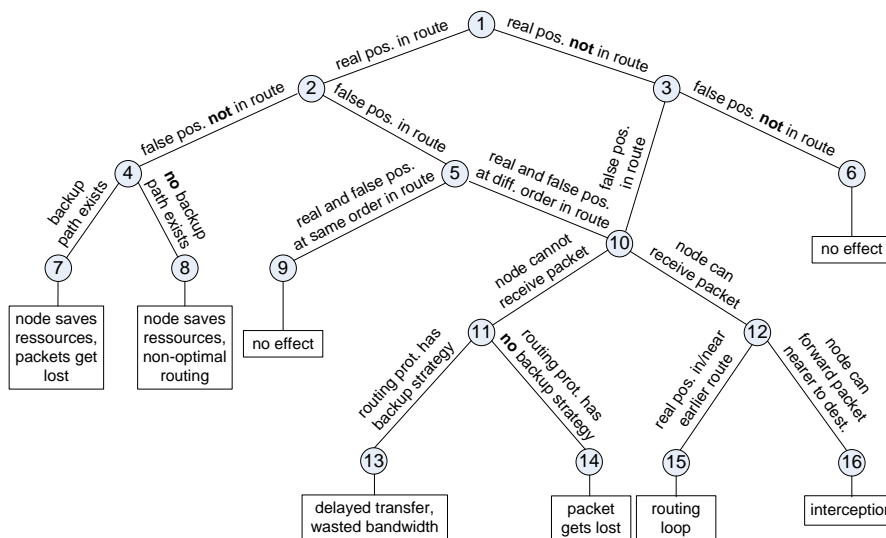 1
real pos. in route
real pos. not in route
2
3
false pos. not in route
false pos. in route
false pos.
in route
false pos. not in route
4
5
6
backup
path exists
no backup
path exists
real and false pos.
at same order in route
real and false pos.
at diff. order in route
7
8
9
10
no effect
node saves
ressources,
packets get
lost
node saves
ressources,
non-optimal
routing
no effect
node cannot
receive packet
node can
receive packet
11
12
routing prot. has
backup strategy
routing prot. has
no backup strategy
real pos. in/near
earlier route
node can
forward packet
nearer to dest.
13
14
15
16
delayed transfer,
wasted bandwidth
packet
gets lost
routing
loop
interception